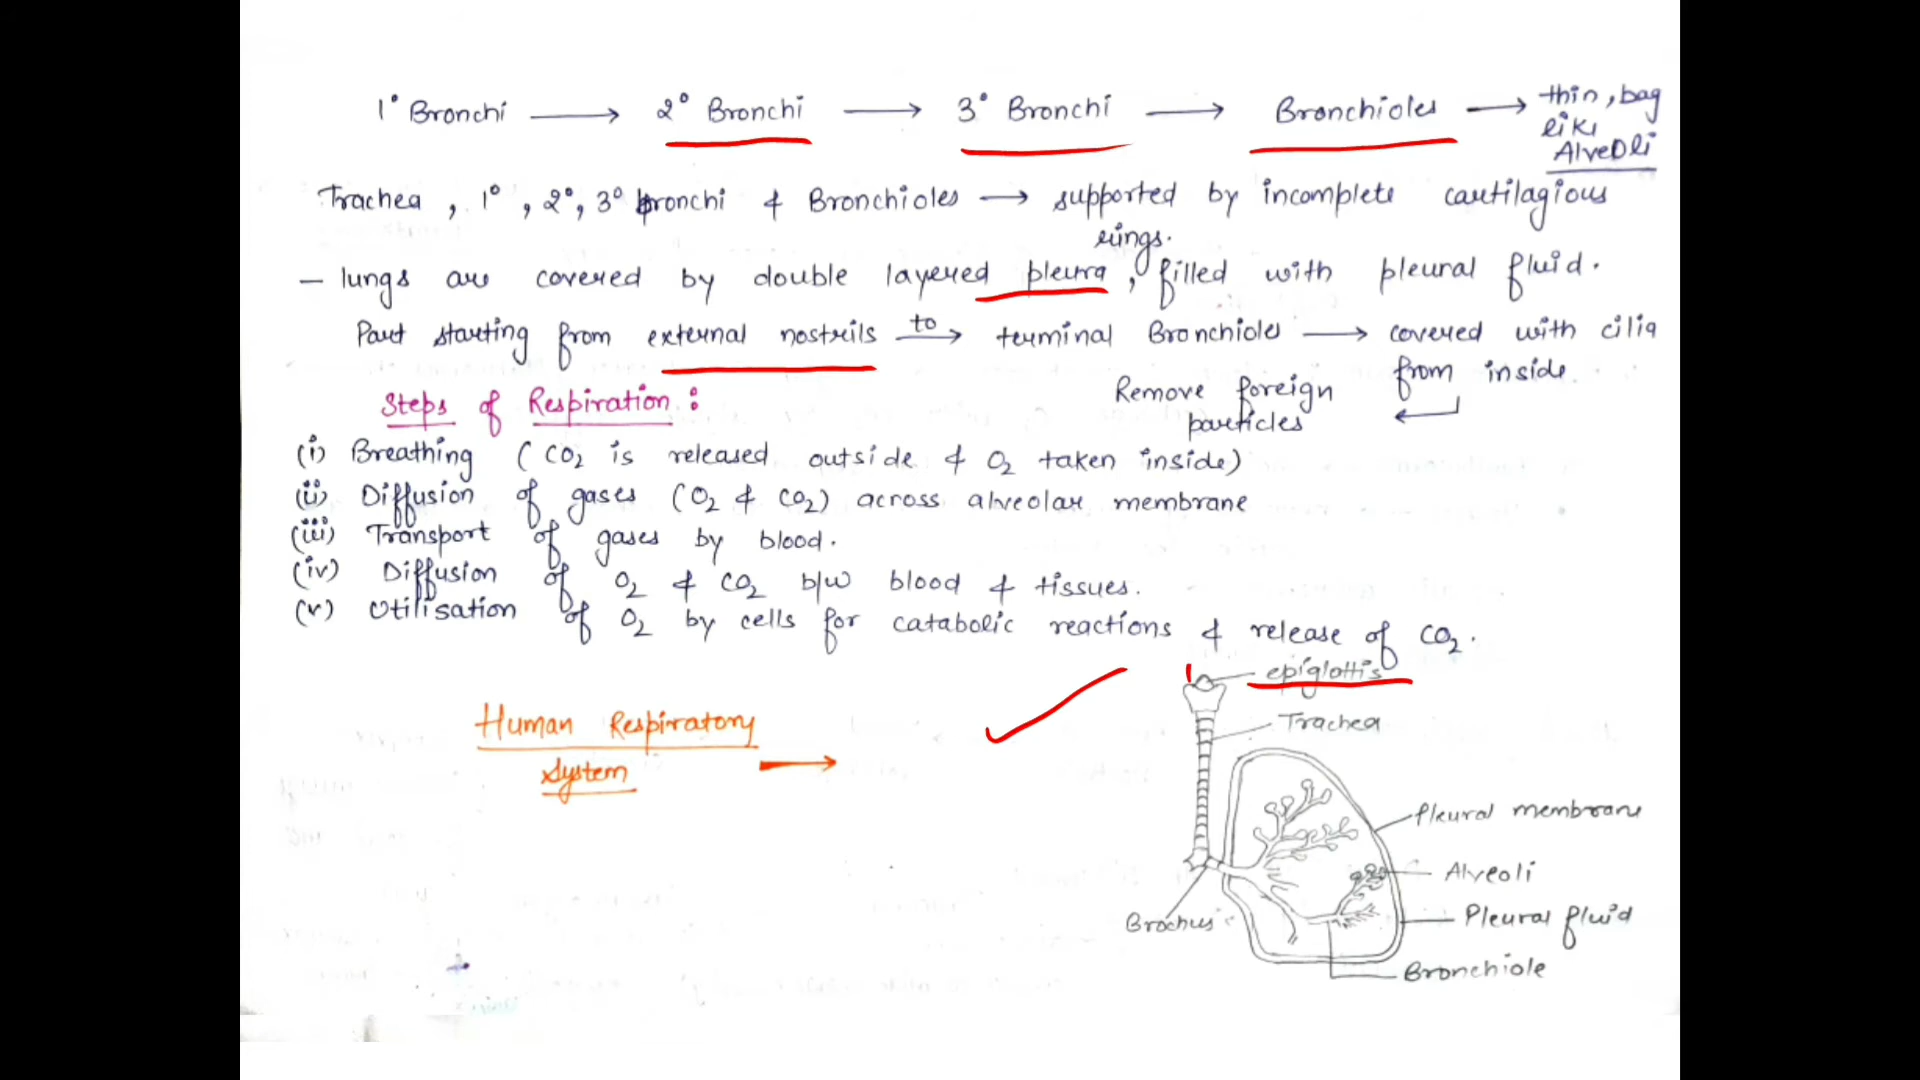 1° Bronchi ⟶ 2° Bronchi ⟶ 3° Bronchi ⟶ Bronchioles ⟶ thin, bag
like
Alveoli
Trachea, 1°, 2°, 3° bronchi & Bronchioles ⟶ supported by incomplete cartilagious
rings.
– lungs are covered by double layered pleura, filled with pleural fluid.
Part starting from external nostrils to⟶ terminal Bronchioles ⟶ covered with cilia
from inside
Remove foreign
particles
Steps of Respiration:
(i) Breathing (CO2 is released outside & O2 taken inside)
(ii) Diffusion of gases (O2 & CO2) across alveolar membrane
(iii) Transport of gases by blood.
(iv) Diffusion of O2 & CO2 b/w blood & tissues.
(v) Utilisation of O2 by cells for catabolic reactions & release of CO2.
epiglottis
Human Respiratory
System ⟶
Trachea
Pleural membrane
Alveoli
Brochus
Pleural fluid
Bronchiole